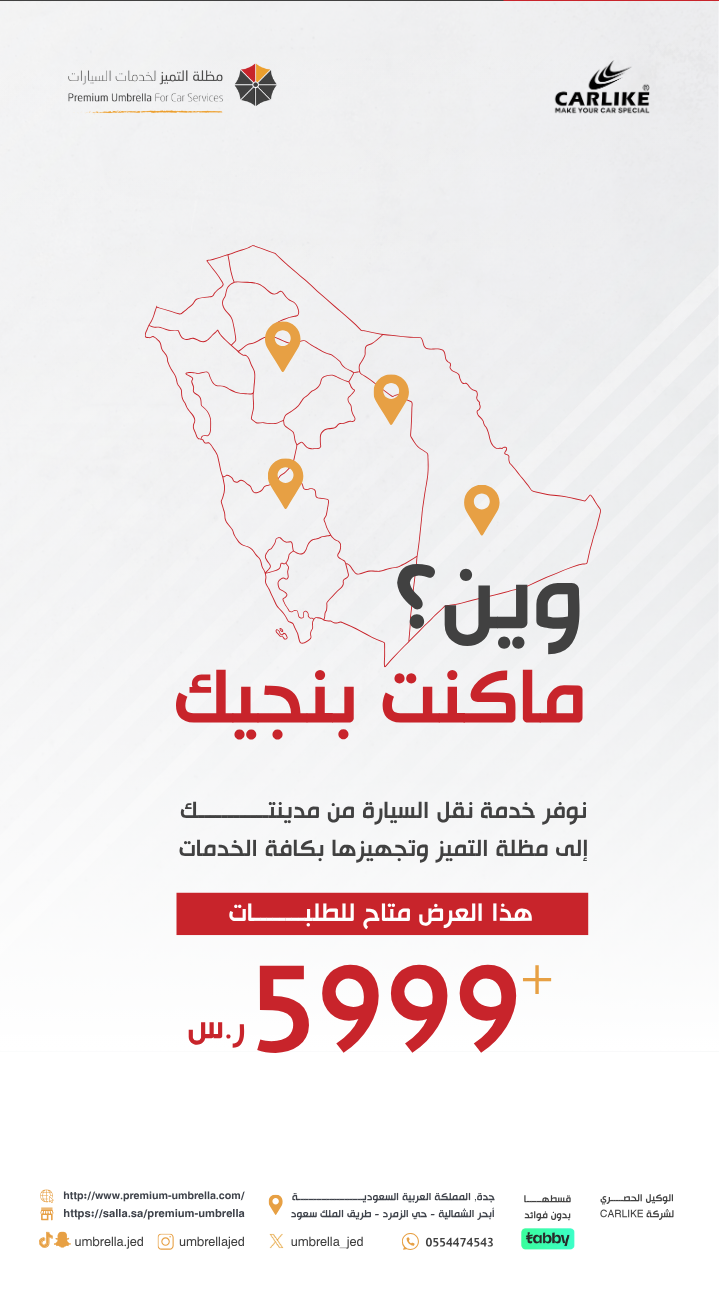 مظلة التميز لخدمات السيارات
Premium Umbrella For Car Services
CARLIKE®
MAKE YOUR CAR SPECIAL
وين؟
ماكنت بنجيك
نوفر خدمة نقل السيارة من مدينتـــــــك
إلى مظلة التميز وتجهيزها بكافة الخدمات
هذا العرض متاح للطلبـــــات
5999+
ر.س
الوكيل الحصــري
لشركة CARLIKE
قسطهـــا
بدون فوائد
tabby
جدة, المملكة العربية السعوديـــــــــــة
أبحر الشمالية - حي الزمرد - طريق الملك سعود
0554474543
umbrella_jed
http://www.premium-umbrella.com/
https://salla.sa/premium-umbrella
umbrella.jed
umbrellajed